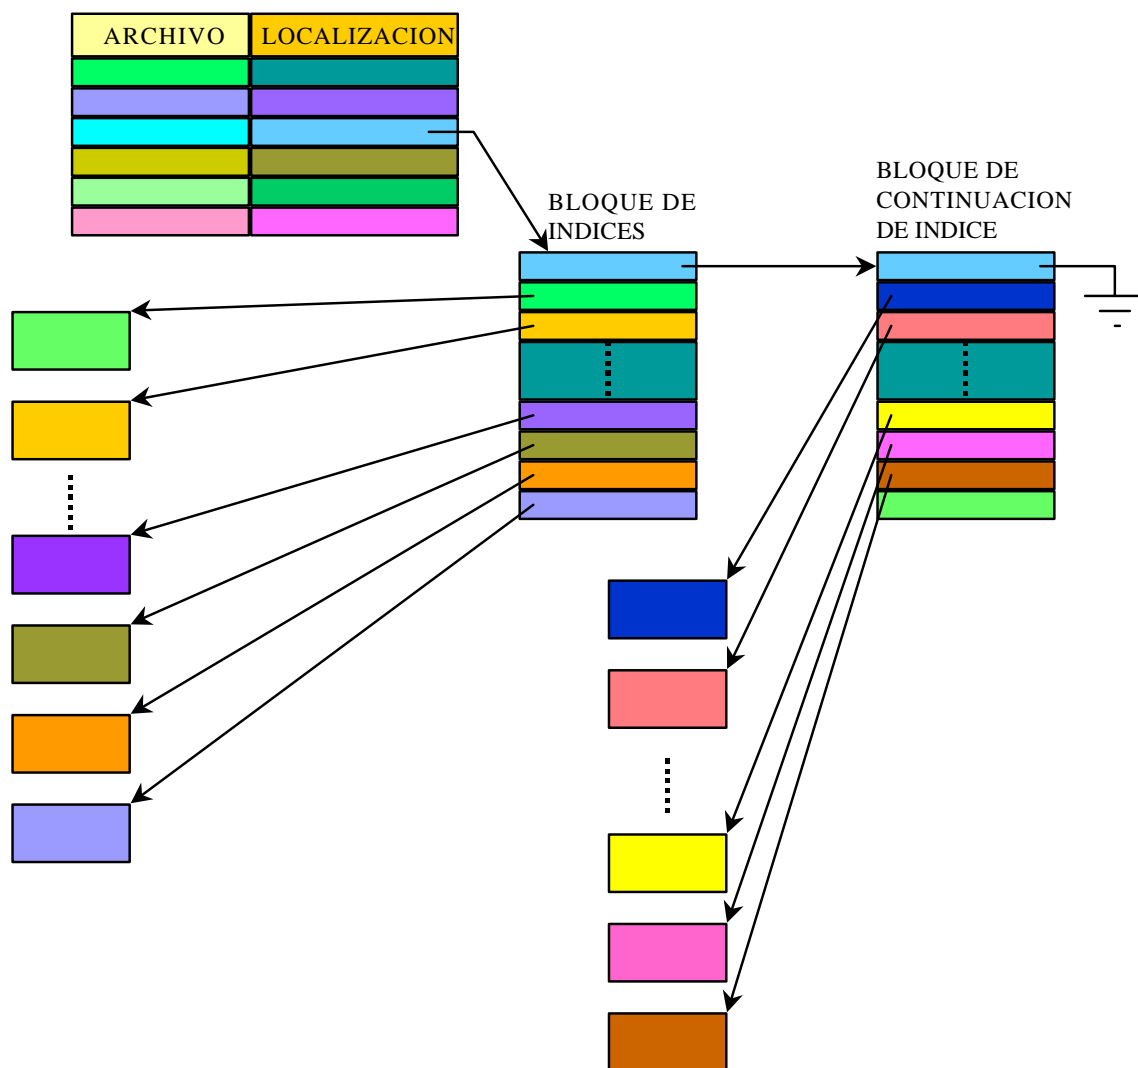 ARCHIVO LOCALIZACION
BLOQUE DE
INDICES
BLOQUE DE
CONTINUACION
DE INDICE